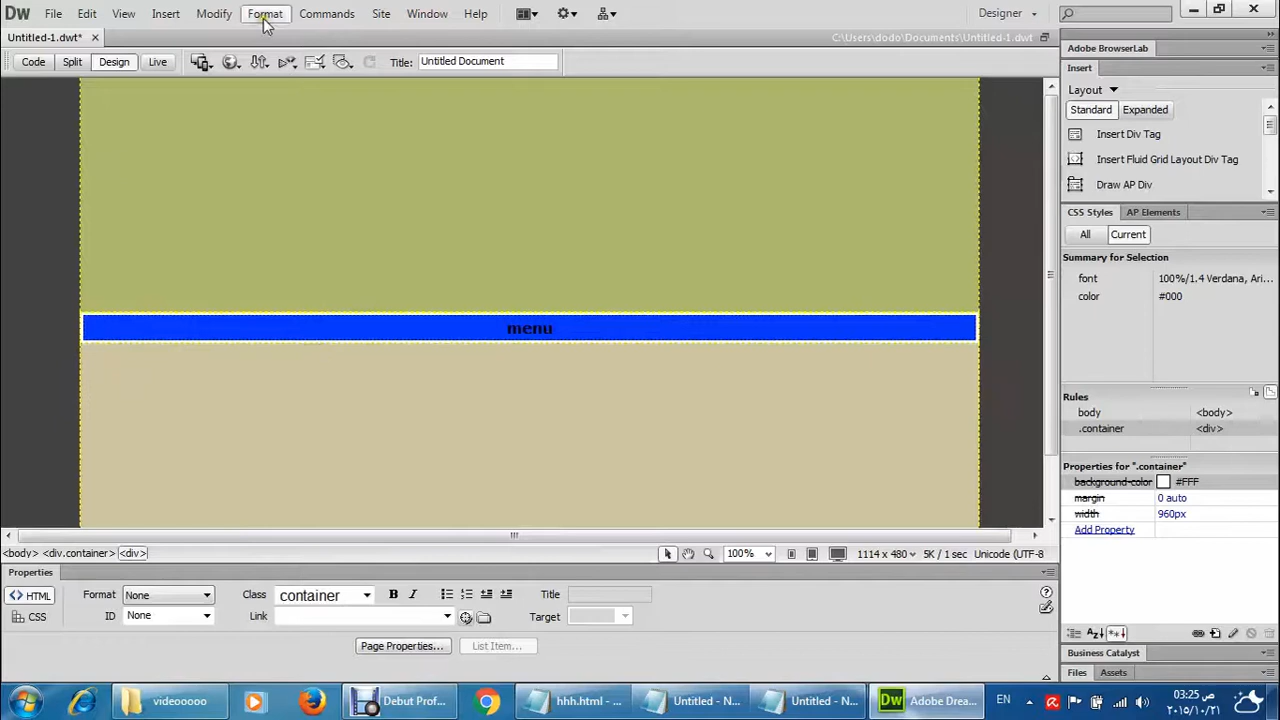 Dw File Edit View Insert Modify Format Commands Site Window Help Designer
Untitled-1.dwt* × C:\Users\dodo\Documents\Untitled-1.dwt
Code Split Design Live Title: Untitled Document
Adobe BrowserLab
Insert
Layout
Standard Expanded
Insert Div Tag
Insert Fluid Grid Layout Div Tag
Draw AP Div
CSS Styles AP Elements
All Current
Summary for Selection
font 100%/1.4 Verdana, Ari...
color #000
menu
Rules
body <body>
.container <div>
Properties for ".container"
background-color #FFF
margin 0 auto
width 960px
Add Property
<body> <div.container> <div> 100% 1114 x 480 5K / 1 sec Unicode (UTF-8
Properties
<> HTML Format None Class container B I Title
CSS ID None Link Target
Page Properties... List Item...
Business Catalyst
Files Assets
videooooo Debut Prof... hhh.html - ... Untitled - N... Untitled - N... Dw Adobe Drea... EN 03:25 ص
٢٠١٥/١٠/٢١